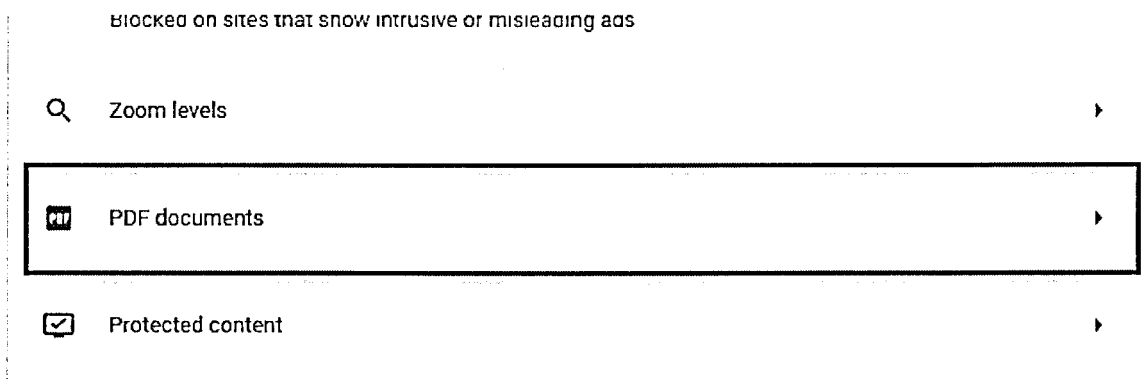 Blocked on sites that show intrusive or misleading ads
Zoom levels
PDF documents
Protected content